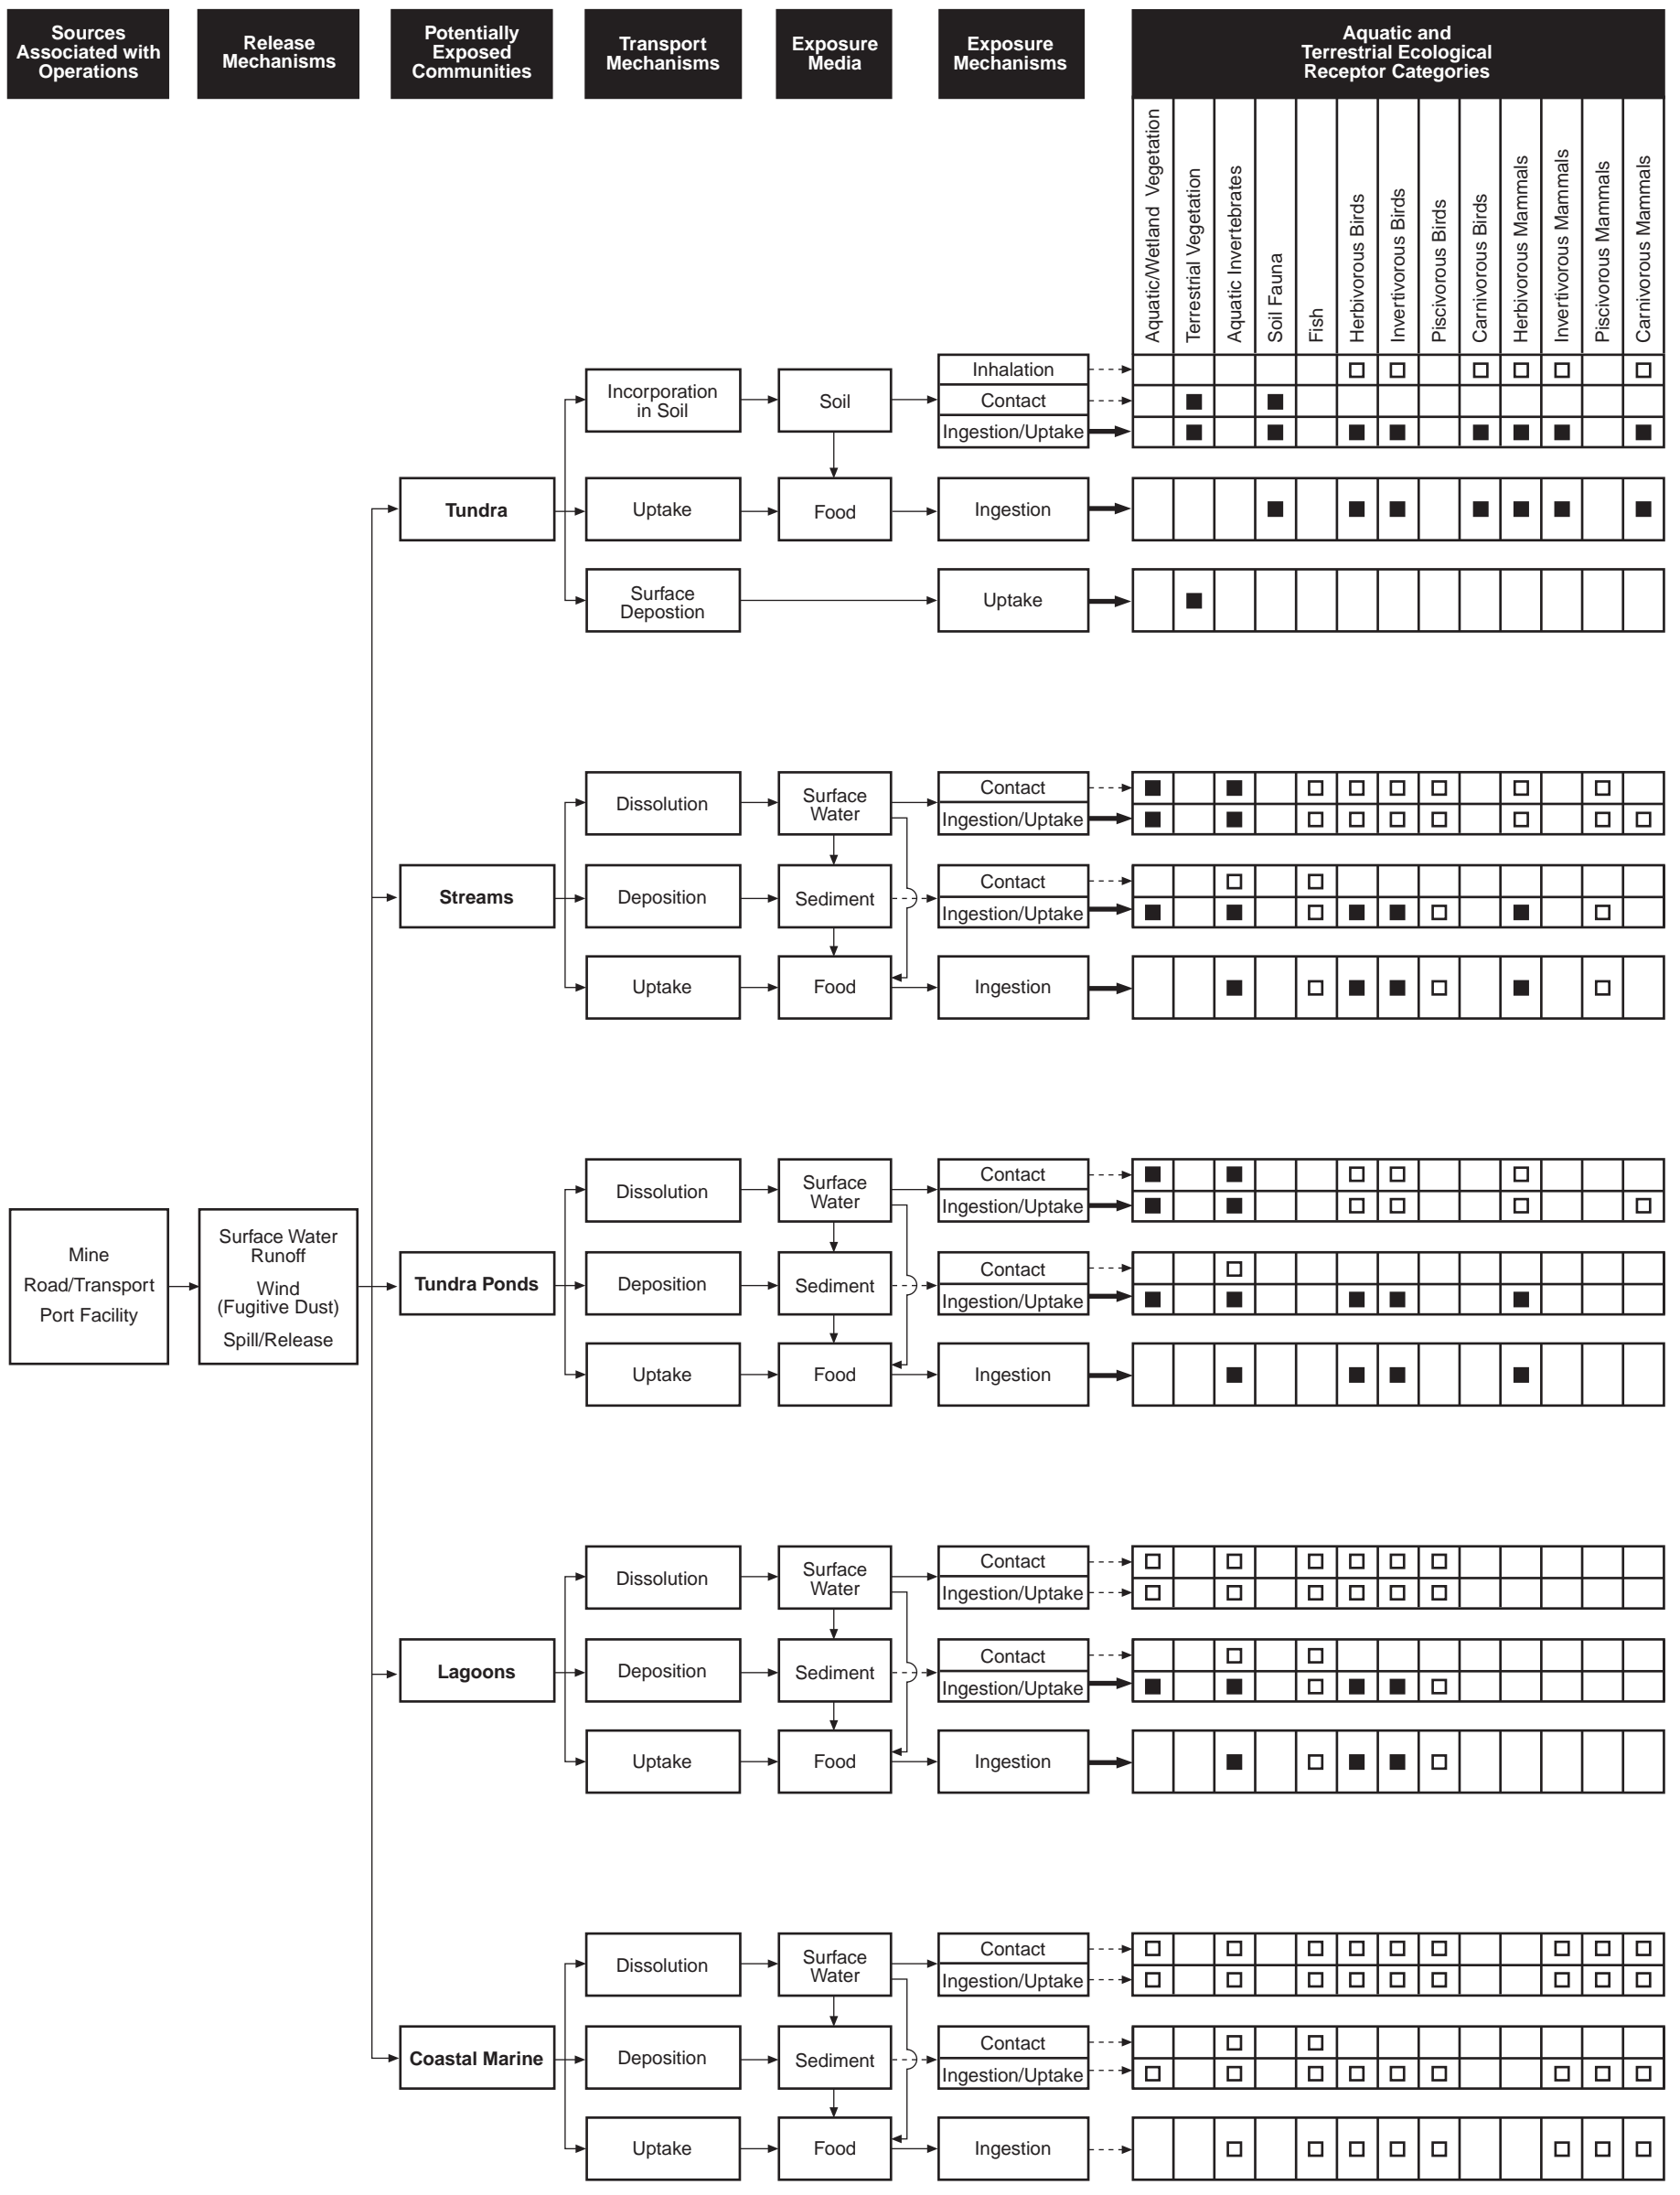 Sources
Associated with
Operations
Release
Mechanisms
Potentially
Exposed
Communities
Transport
Mechanisms
Exposure
Media
Exposure
Mechanisms
Aquatic and
Terrestrial Ecological
Receptor Categories
Aquatic/Wetland Vegetation
Terrestrial Vegetation
Aquatic Invertebrates
Soil Fauna
Fish
Herbivorous Birds
Invertivorous Birds
Piscivorous Birds
Carnivorous Birds
Herbivorous Mammals
Invertivorous Mammals
Piscivorous Mammals
Carnivorous Mammals
Mine
Road/Transport
Port Facility
Surface Water
Runoff
Wind
(Fugitive Dust)
Spill/Release
Tundra
Incorporation
in Soil
Soil
Inhalation
Contact
Ingestion/Uptake
Uptake
Food
Ingestion
Surface
Depostion
Uptake
Streams
Dissolution
Surface
Water
Contact
Ingestion/Uptake
Deposition
Sediment
Contact
Ingestion/Uptake
Uptake
Food
Ingestion
Tundra Ponds
Dissolution
Surface
Water
Contact
Ingestion/Uptake
Deposition
Sediment
Contact
Ingestion/Uptake
Uptake
Food
Ingestion
Lagoons
Dissolution
Surface
Water
Contact
Ingestion/Uptake
Deposition
Sediment
Contact
Ingestion/Uptake
Uptake
Food
Ingestion
Coastal Marine
Dissolution
Surface
Water
Contact
Ingestion/Uptake
Deposition
Sediment
Contact
Ingestion/Uptake
Uptake
Food
Ingestion